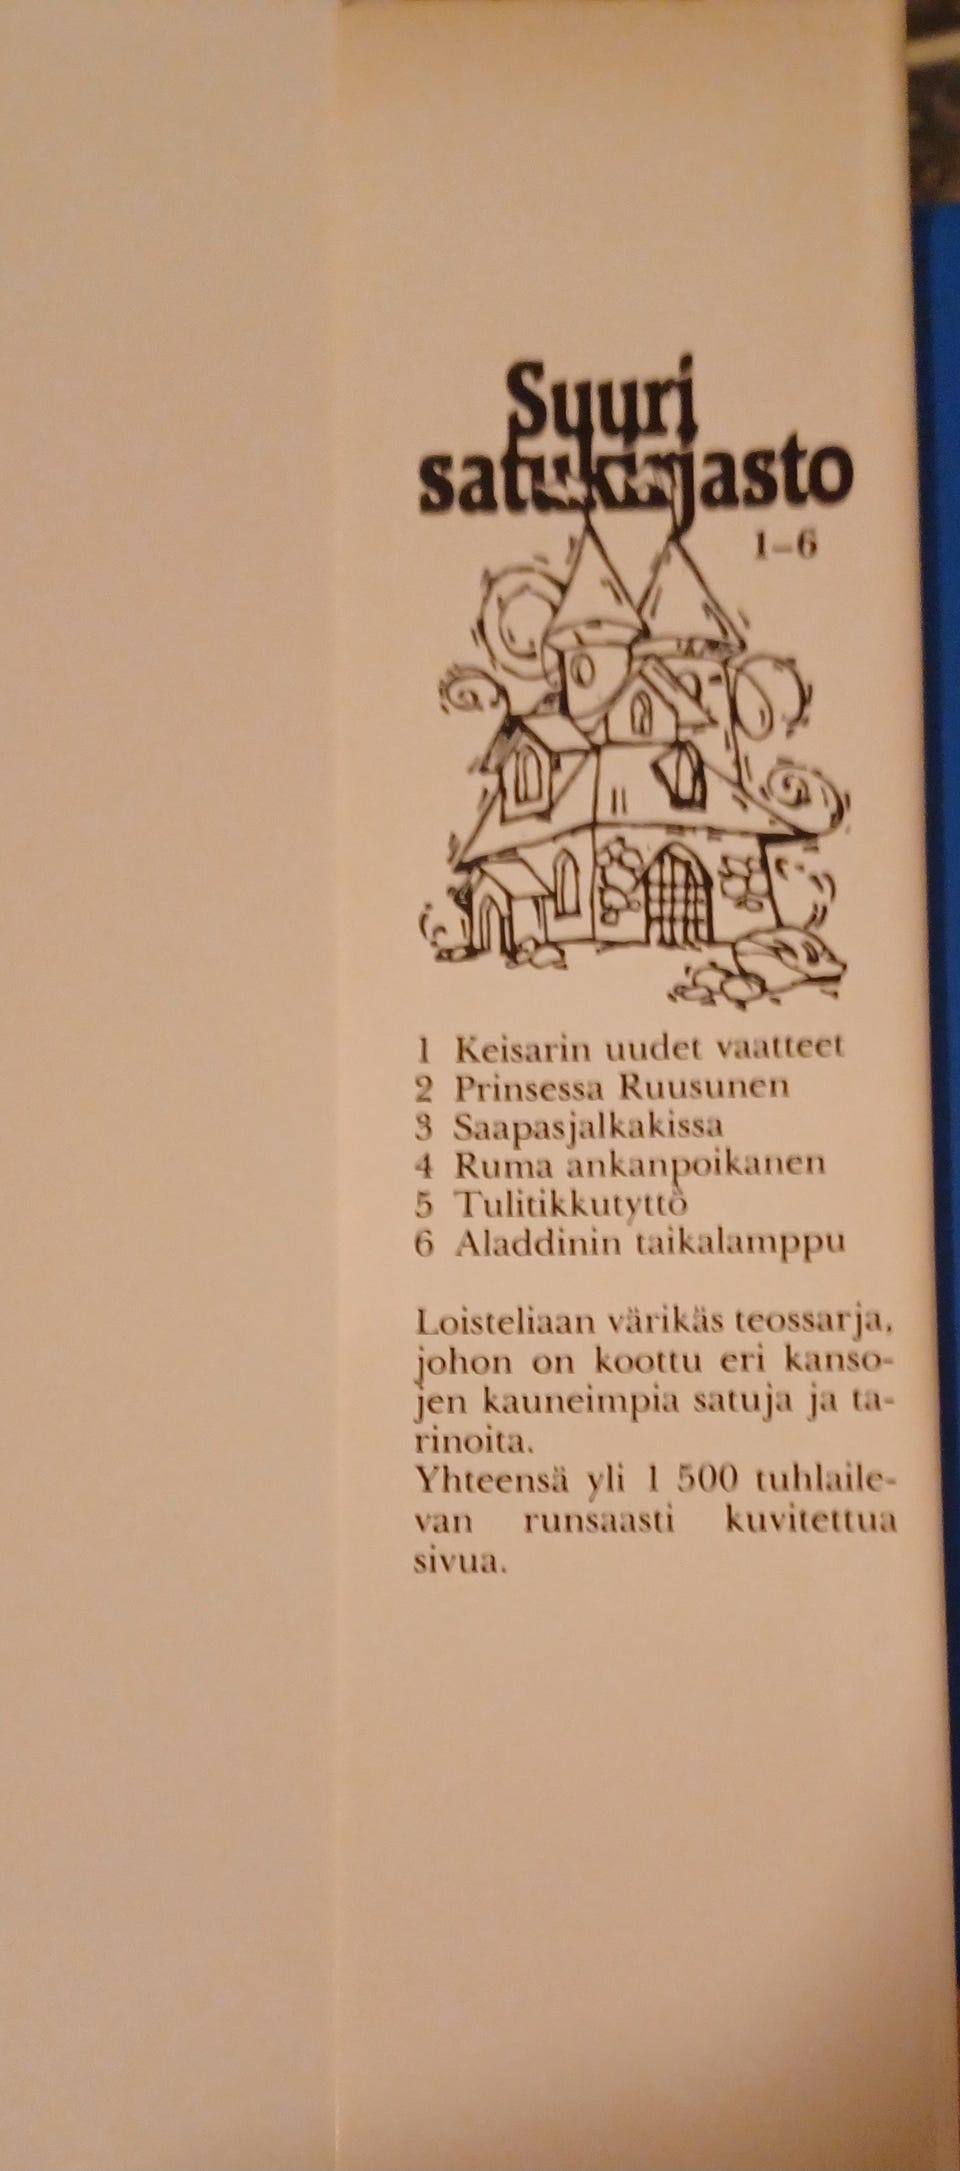 Suuri
satukirjasto
1–6
1 Keisarin uudet vaatteet
2 Prinsessa Ruusunen
3 Saapasjalkakissa
4 Ruma ankanpoikanen
5 Tulitikkutyttö
6 Aladdinin taikalamppu
Loisteliaan värikäs teossarja,
johon on koottu eri kanso-
jen kauneimpia satuja ja ta-
rinoita.
Yhteensä yli 1 500 tuhlaile-
van runsaasti kuvitettua
sivua.